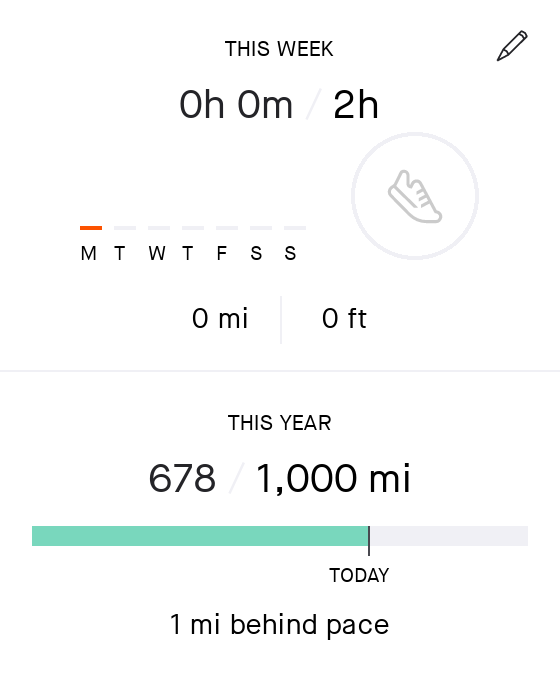 THIS WEEK
0h 0m / 2h
M T W T F S S
0 mi 0 ft
THIS YEAR
678 / 1,000 mi
TODAY
1 mi behind pace